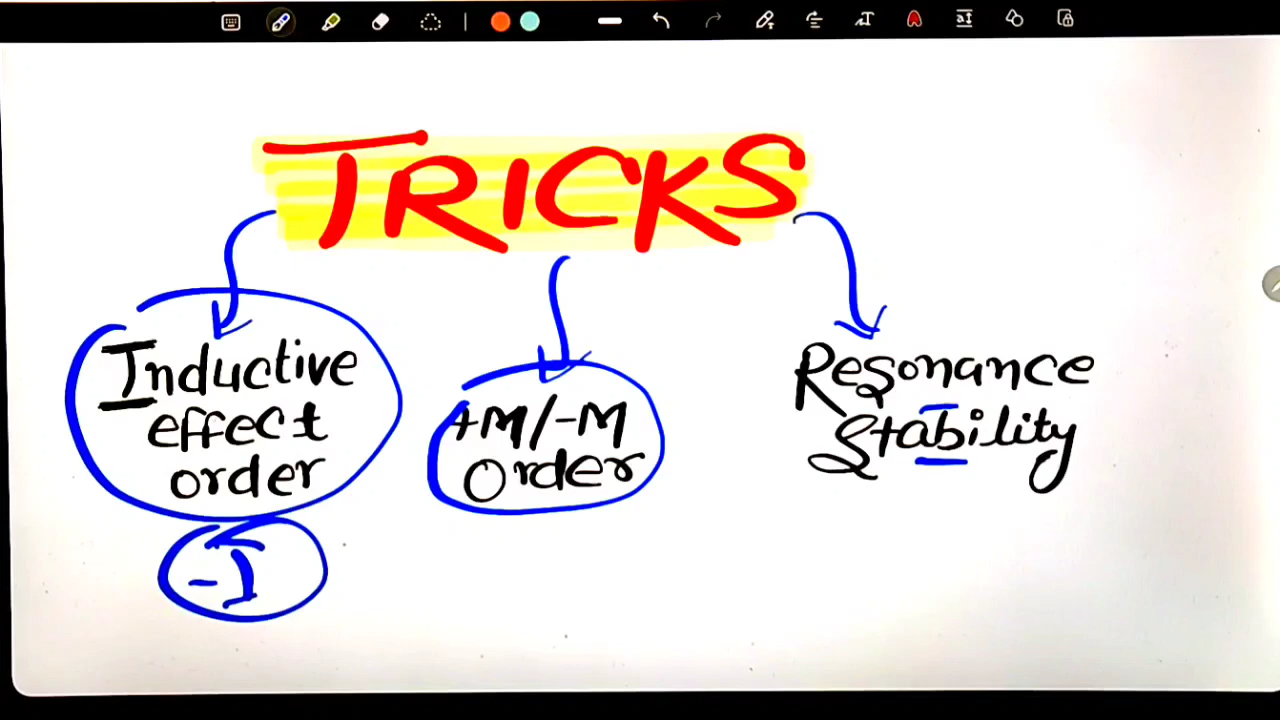 TRICKS
Inductive
effect
order
-I
+M/-M
Order
Resonance
Stability